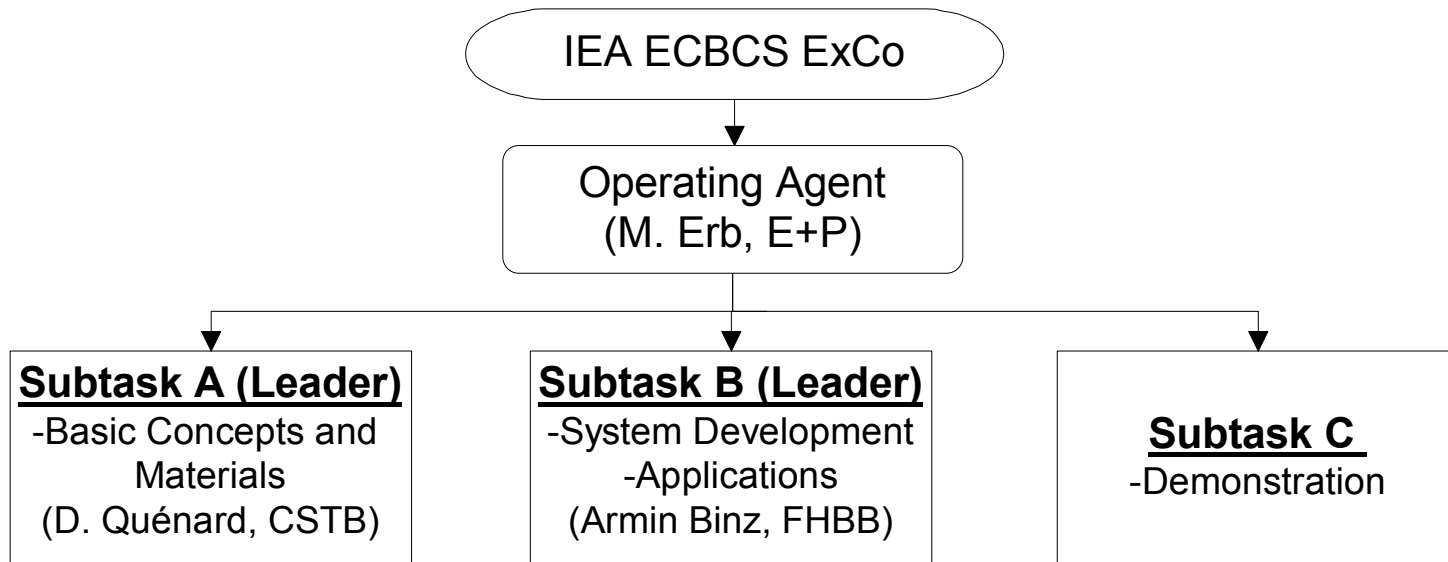 IEA ECBCS ExCo
Operating Agent
(M. Erb, E+P)
Subtask A (Leader)
-Basic Concepts and
Materials
(D. Quénard, CSTB)
Subtask B (Leader)
-System Development
-Applications
(Armin Binz, FHBB)
Subtask C
-Demonstration